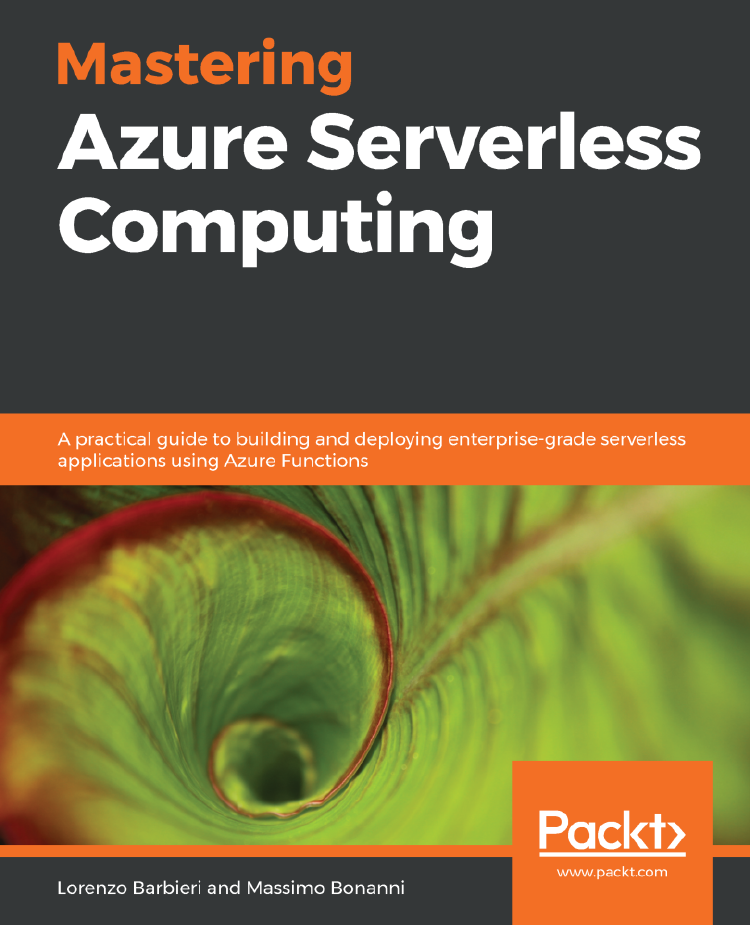 Mastering
Azure Serverless
Computing
A practical guide to building and deploying enterprise-grade serverless
applications using Azure Functions
Packt>
www.packt.com
Lorenzo Barbieri and Massimo Bonanni